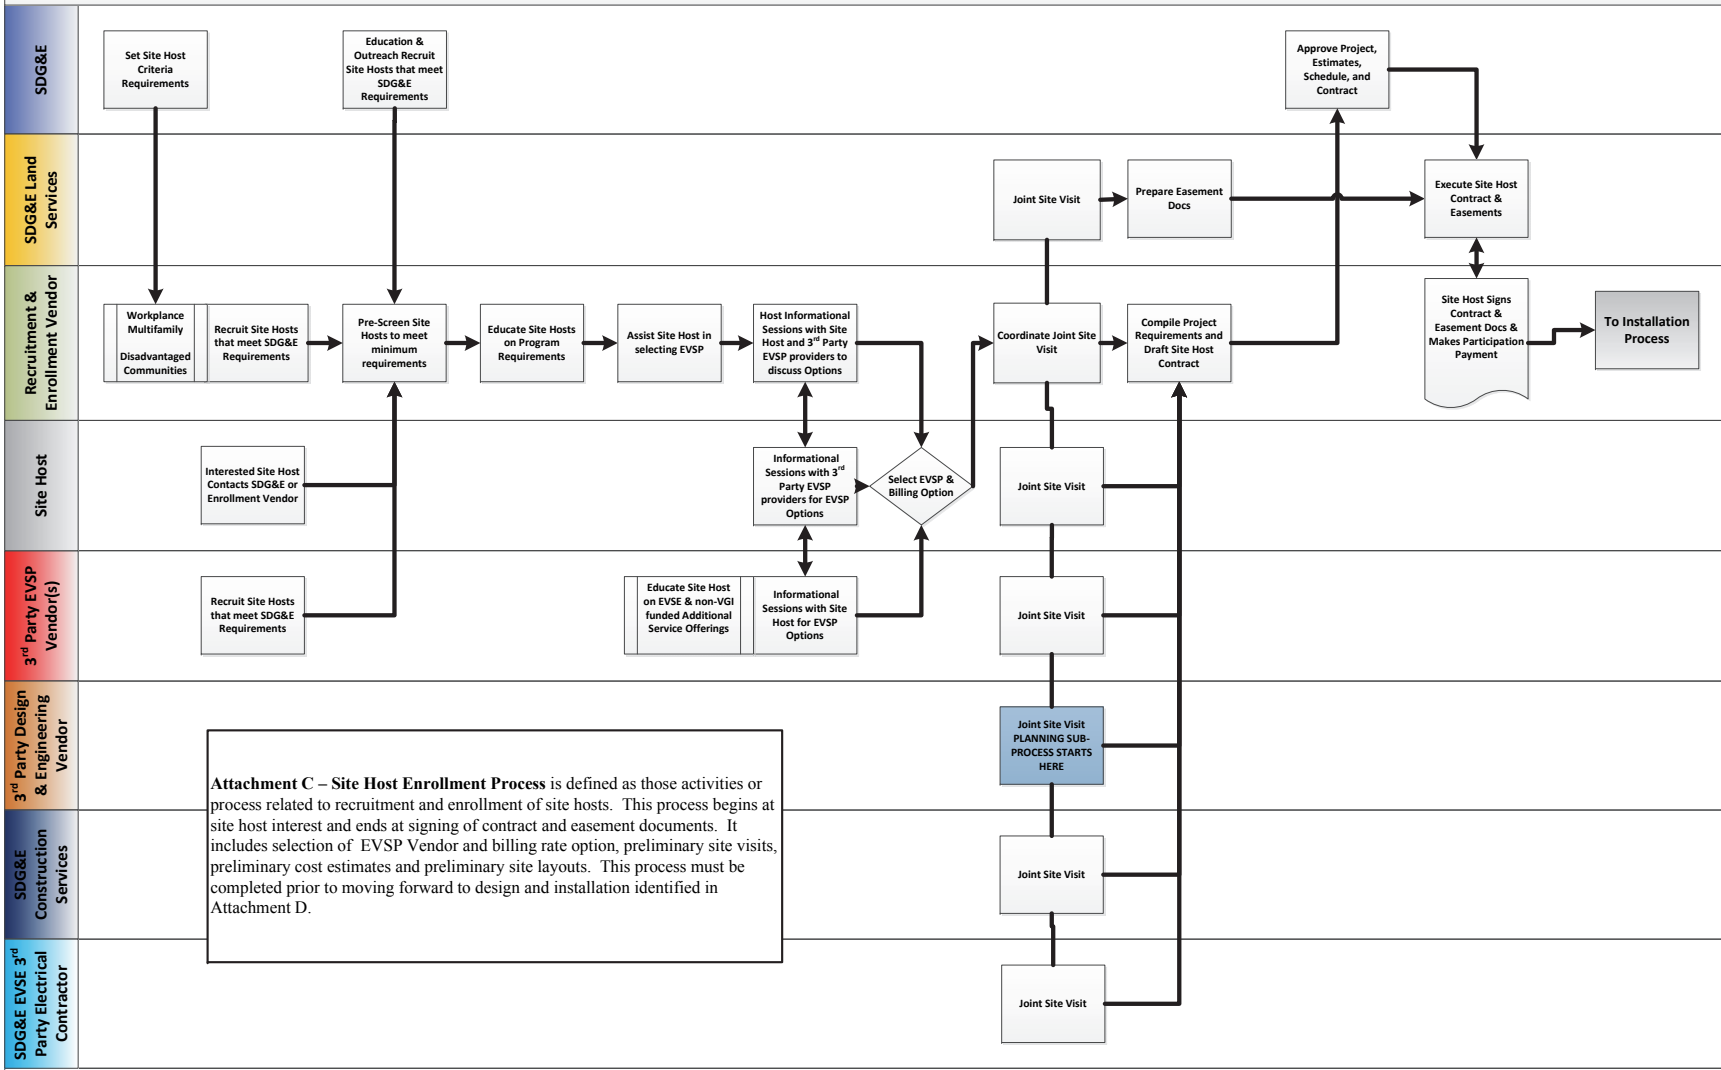 SDG&E
Set Site Host
Criteria
Requirements
Education &
Outreach Recruit
Site Hosts that meet
SDG&E
Requirements
Approve Project,
Estimates,
Schedule, and
Contract
SDG&E Land
Services
Joint Site Visit
Prepare Easement
Docs
Execute Site Host
Contract &
Easements
Recruitment &
Enrollment Vendor
Workplance
Multifamily
Disadvantaged
Communities
Recruit Site Hosts
that meet SDG&E
Requirements
Pre-Screen Site
Hosts to meet
minimum
requirements
Educate Site Hosts
on Program
Requirements
Assist Site Host in
selecting EVSP
Host Informational
Sessions with Site
Host and 3rd Party
EVSP providers to
discuss Options
Coordinate Joint Site
Visit
Compile Project
Requirements and
Draft Site Host
Contract
Site Host Signs
Contract &
Easement Docs &
Makes Participation
Payment
To Installation
Process
Site Host
Interested Site Host
Contacts SDG&E or
Enrollment Vendor
Informational
Sessions with 3rd
Party EVSP
providers for EVSP
Options
Select EVSP &
Billing Option
Joint Site Visit
3rd Party EVSP
Vendor(s)
Recruit Site Hosts
that meet SDG&E
Requirements
Educate Site Host
on EVSE & non-VGI
funded Additional
Service Offerings
Informational
Sessions with Site
Host for EVSP
Options
Joint Site Visit
3rd Party Design
& Engineering
Vendor
Joint Site Visit
PLANNING SUB-
PROCESS STARTS
HERE
Attachment C – Site Host Enrollment Process is defined as those activities or
process related to recruitment and enrollment of site hosts. This process begins at
site host interest and ends at signing of contract and easement documents. It
includes selection of EVSP Vendor and billing rate option, preliminary site visits,
preliminary cost estimates and preliminary site layouts. This process must be
completed prior to moving forward to design and installation identified in
Attachment D.
SDG&E
Construction
Services
Joint Site Visit
SDG&E EVSE 3rd
Party Electrical
Contractor
Joint Site Visit